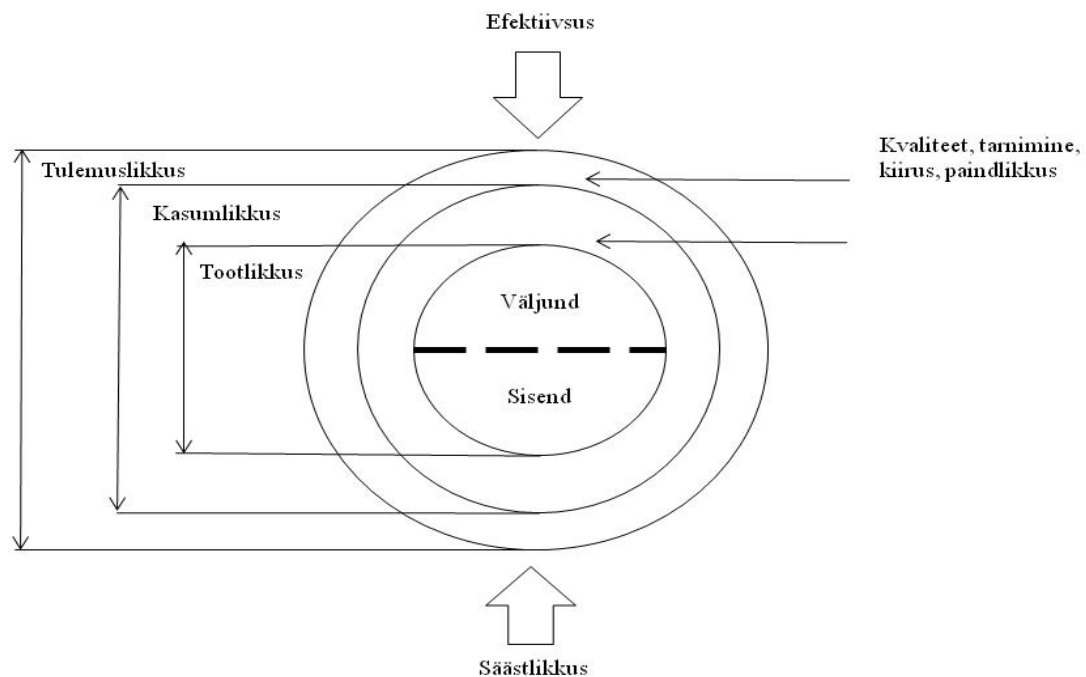 Efektiivsus
Kvaliteet, tarnimine,
kiirus, paindlikkus
Tulemuslikkus
Kasumlikkus
Tootlikkus
Väljund
Sisend
Säästlikkus